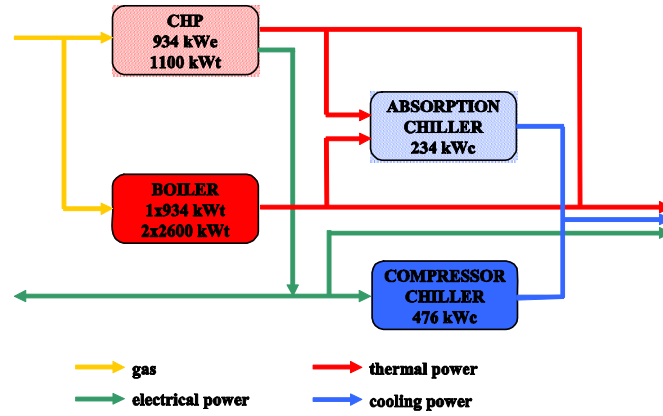 CHP
934 kWe
1100 kWt
ABSORPTION
CHILLER
234 kWc
BOILER
1x934 kWt
2x2600 kWt
COMPRESSOR
CHILLER
476 kWc
gas
thermal power
electrical power
cooling power